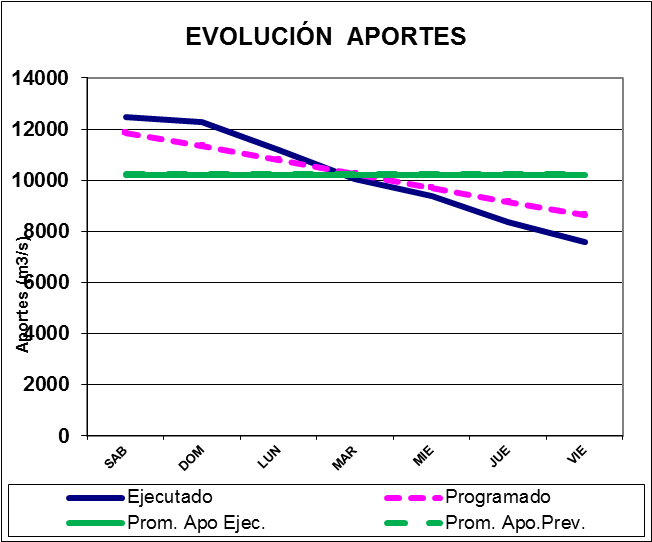 EVOLUCIÓN APORTES
Aportes (m3/s)
14000
12000
10000
8000
6000
4000
2000
0
SAB DOM LUN MAR MIE JUE VIE
Ejecutado Programado
Prom. Apo Ejec. Prom. Apo.Prev.